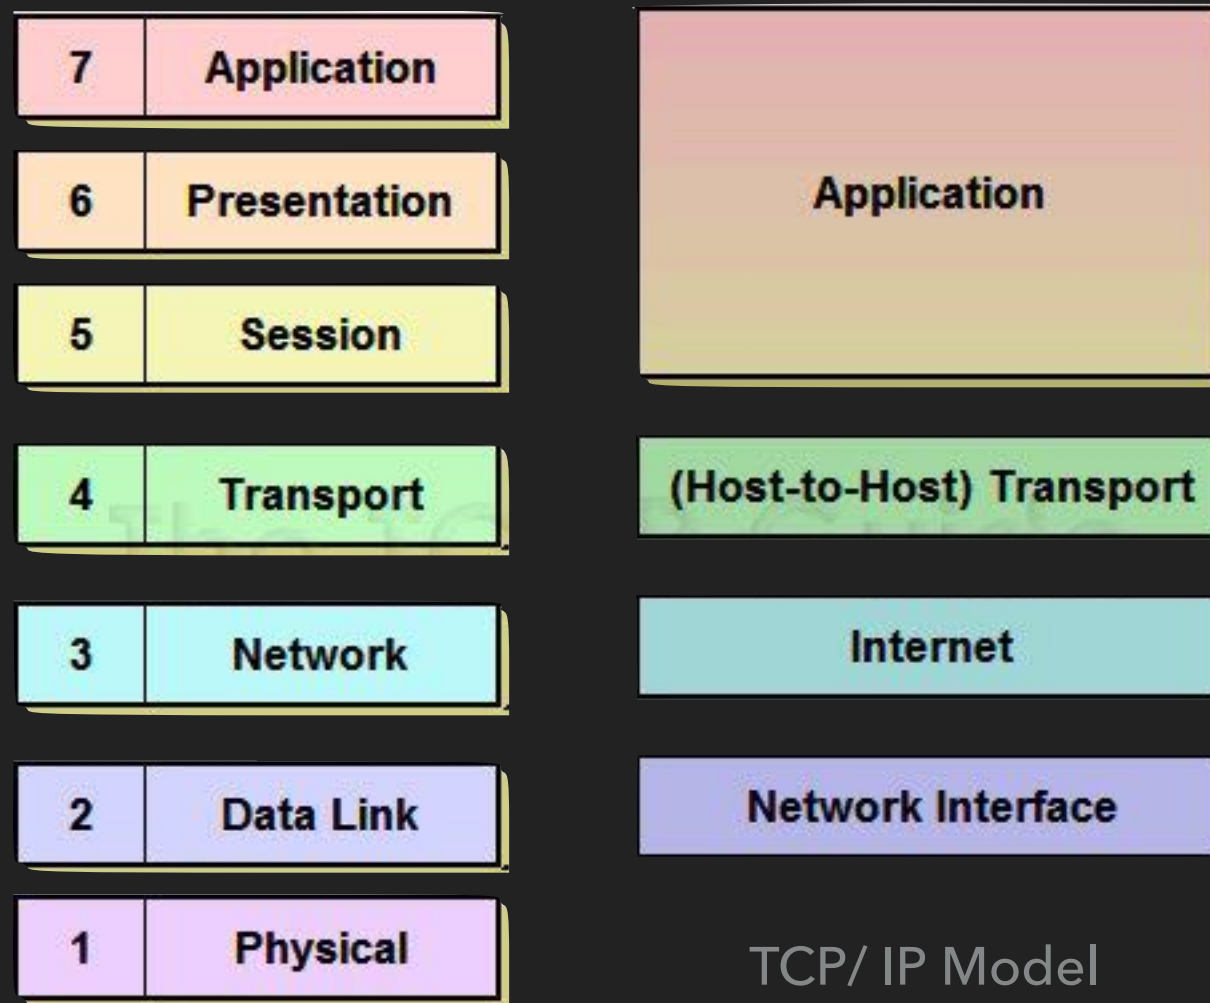 7 Application
6 Presentation
5 Session
4 Transport
3 Network
2 Data Link
1 Physical
Application
(Host-to-Host) Transport
Internet
Network Interface
TCP/ IP Model